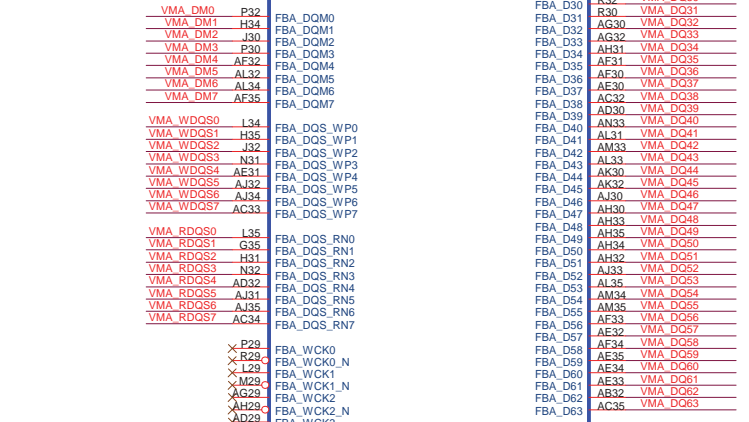 VMA_DM0 P32 FBA_DQM0
VMA_DM1 H34 FBA_DQM1
VMA_DM2 J30 FBA_DQM2
VMA_DM3 P30 FBA_DQM3
VMA_DM4 AF32 FBA_DQM4
VMA_DM5 AL32 FBA_DQM5
VMA_DM6 AL34 FBA_DQM6
VMA_DM7 AF35 FBA_DQM7
VMA_WDQS0 L34 FBA_DQS_WP0
VMA_WDQS1 H35 FBA_DQS_WP1
VMA_WDQS2 J32 FBA_DQS_WP2
VMA_WDQS3 N31 FBA_DQS_WP3
VMA_WDQS4 AE31 FBA_DQS_WP4
VMA_WDQS5 AJ32 FBA_DQS_WP5
VMA_WDQS6 AJ34 FBA_DQS_WP6
VMA_WDQS7 AC33 FBA_DQS_WP7
VMA_RDQS0 L35 FBA_DQS_RN0
VMA_RDQS1 G35 FBA_DQS_RN1
VMA_RDQS2 H31 FBA_DQS_RN2
VMA_RDQS3 N32 FBA_DQS_RN3
VMA_RDQS4 AD32 FBA_DQS_RN4
VMA_RDQS5 AJ31 FBA_DQS_RN5
VMA_RDQS6 AJ35 FBA_DQS_RN6
VMA_RDQS7 AC34 FBA_DQS_RN7
P29 FBA_WCK0
R29 FBA_WCK0_N
L29 FBA_WCK1
M29 FBA_WCK1_N
AG29 FBA_WCK2
AH29 FBA_WCK2_N
AD29
FBA_D30
FBA_D31 R30 VMA_DQ31
FBA_D32 AG30 VMA_DQ32
FBA_D33 AG32 VMA_DQ33
FBA_D34 AH31 VMA_DQ34
FBA_D35 AF31 VMA_DQ35
FBA_D36 AF30 VMA_DQ36
FBA_D37 AE30 VMA_DQ37
FBA_D38 AC32 VMA_DQ38
FBA_D39 AD30 VMA_DQ39
FBA_D40 AN33 VMA_DQ40
FBA_D41 AL31 VMA_DQ41
FBA_D42 AM33 VMA_DQ42
FBA_D43 AL33 VMA_DQ43
FBA_D44 AK30 VMA_DQ44
FBA_D45 AK32 VMA_DQ45
FBA_D46 AJ30 VMA_DQ46
FBA_D47 AH30 VMA_DQ47
FBA_D48 AH33 VMA_DQ48
FBA_D49 AH35 VMA_DQ49
FBA_D50 AH34 VMA_DQ50
FBA_D51 AH32 VMA_DQ51
FBA_D52 AJ33 VMA_DQ52
FBA_D53 AL35 VMA_DQ53
FBA_D54 AM34 VMA_DQ54
FBA_D55 AM35 VMA_DQ55
FBA_D56 AF33 VMA_DQ56
FBA_D57 AE32 VMA_DQ57
FBA_D58 AF34 VMA_DQ58
FBA_D59 AE35 VMA_DQ59
FBA_D60 AE34 VMA_DQ60
FBA_D61 AE33 VMA_DQ61
FBA_D62 AB32 VMA_DQ62
FBA_D63 AC35 VMA_DQ63